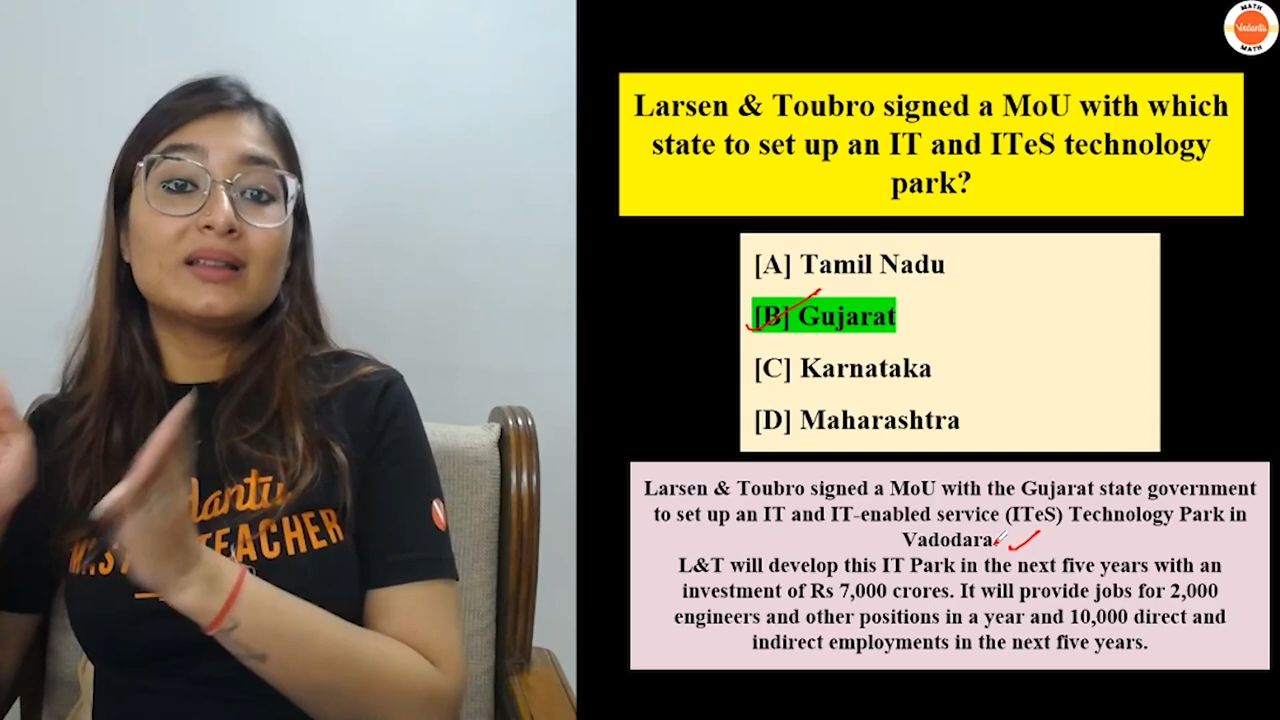 MATH
Vedantu
MATH
Larsen & Toubro signed a MoU with which
state to set up an IT and ITeS technology
park?
[A] Tamil Nadu
[B] Gujarat
[C] Karnataka
[D] Maharashtra
Larsen & Toubro signed a MoU with the Gujarat state government
to set up an IT and IT-enabled service (ITeS) Technology Park in
Vadodara.
L&T will develop this IT Park in the next five years with an
investment of Rs 7,000 crores. It will provide jobs for 2,000
engineers and other positions in a year and 10,000 direct and
indirect employments in the next five years.